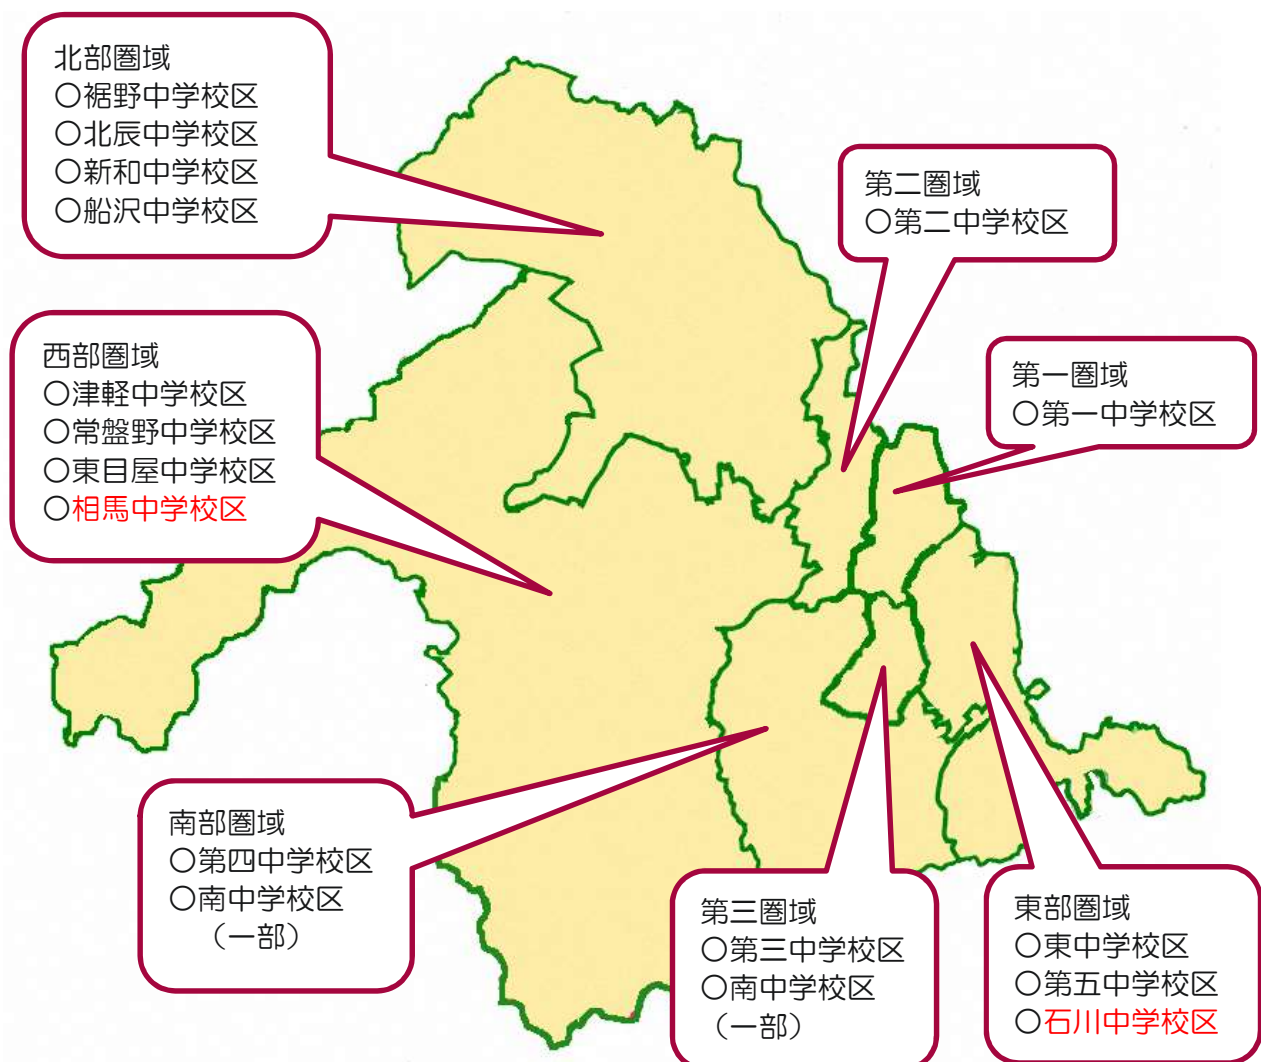 北部圏域
○裾野中学校区
○北辰中学校区
○新和中学校区
○船沢中学校区
第二圏域
○第二中学校区
西部圏域
○津軽中学校区
○常盤野中学校区
○東目屋中学校区
○相馬中学校区
第一圏域
○第一中学校区
南部圏域
○第四中学校区
○南中学校区
（一部）
第三圏域
○第三中学校区
○南中学校区
（一部）
東部圏域
○東中学校区
○第五中学校区
○石川中学校区